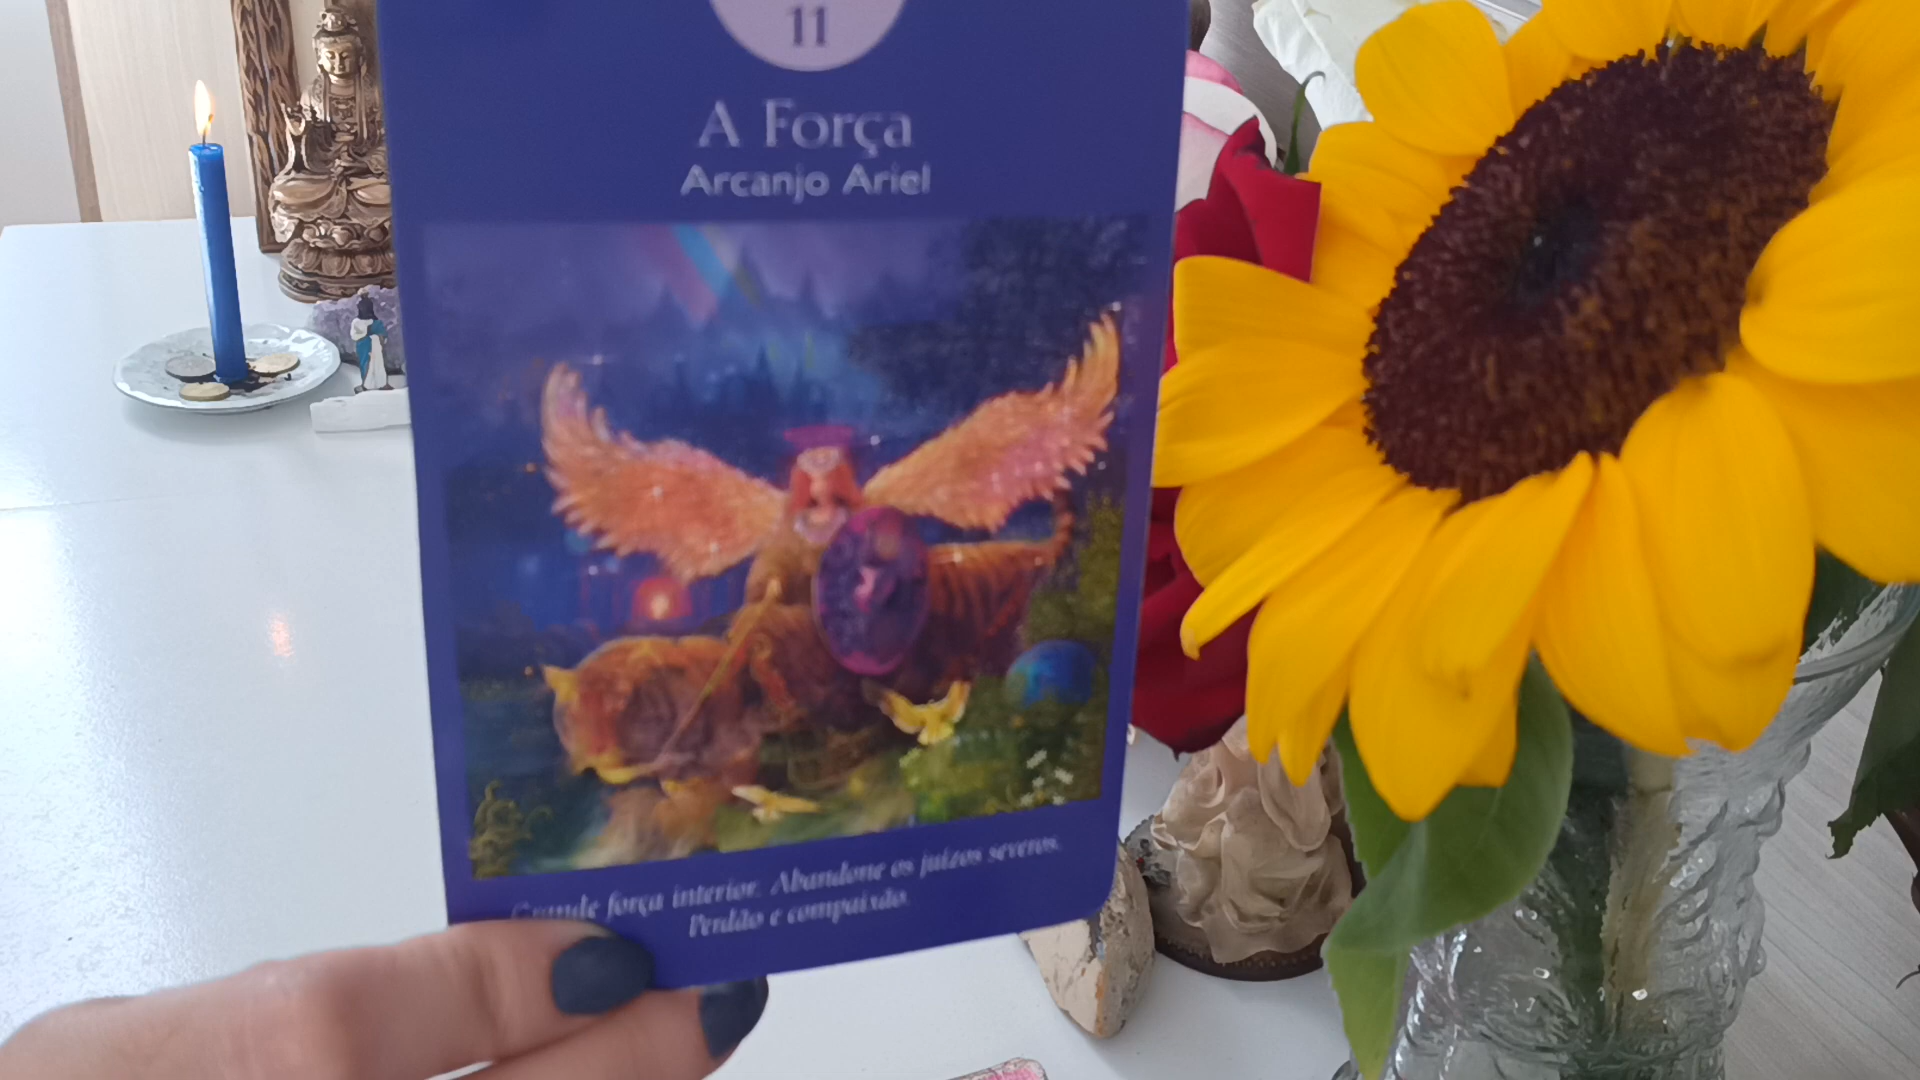 11
A Força
Arcanjo Ariel
Grande força interior. Abandone os juízos severos.
Perdão e compaixão.